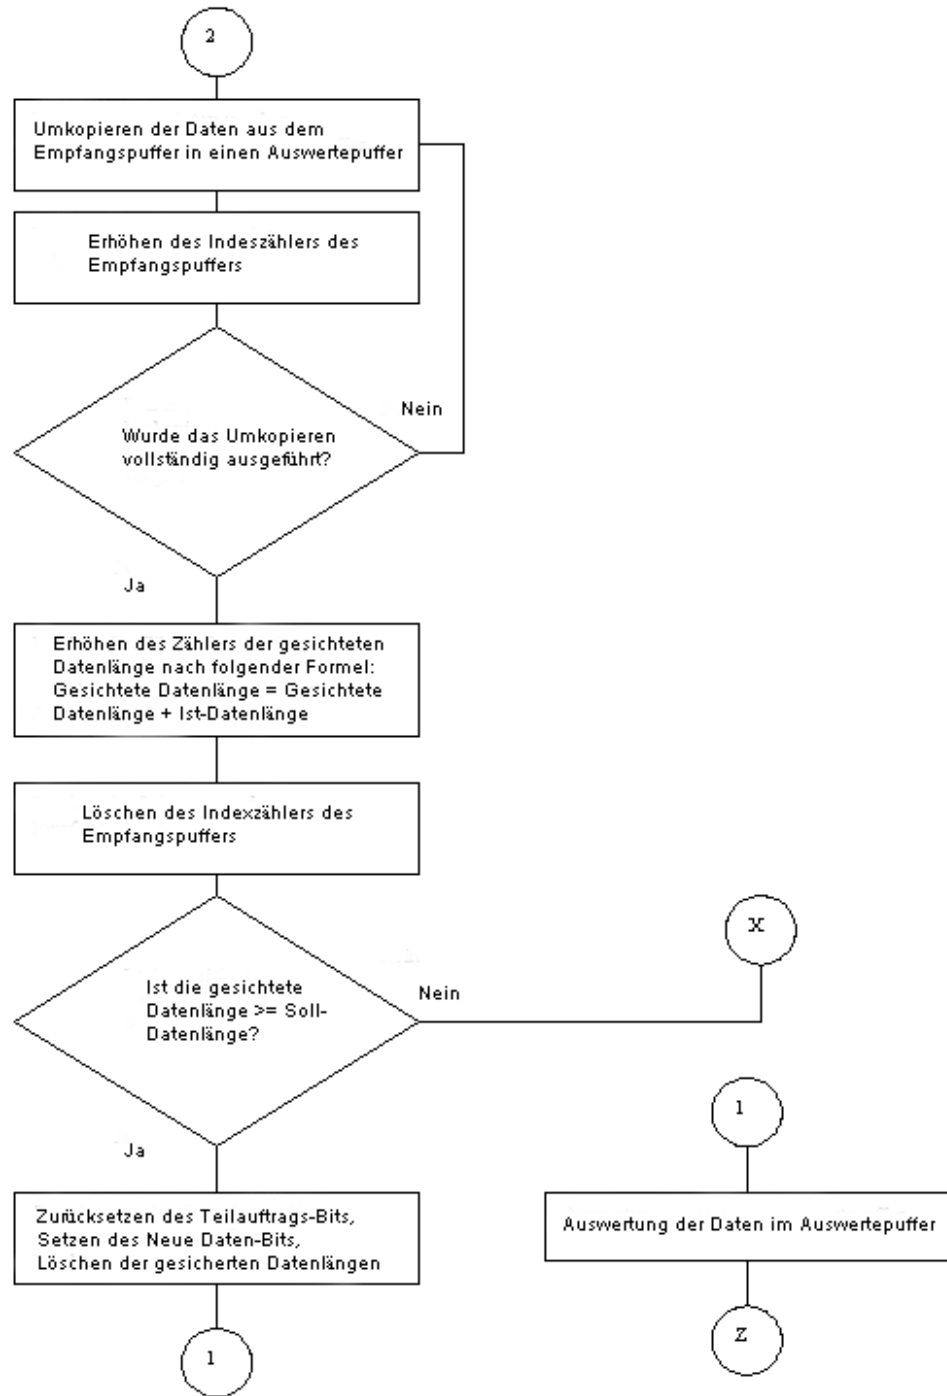 2
Umkopieren der Daten aus dem
Empfangspuffer in einen Auswertepuffer
Erhöhen des Indeszählers des
Empfangspuffers
Nein
Wurde das Umkopieren
vollständig ausgeführt?
Ja
Erhöhen des Zählers der gesichteten
Datenlänge nach folgender Formel:
Gesichtete Datenlänge = Gesichtete
Datenlänge + Ist-Datenlänge
Löschen des Indexzählers des
Empfangspuffers
X
Ist die gesichtete
Datenlänge >= Soll-
Datenlänge?
Nein
Ja
Zurücksetzen des Teilauftrags-Bits,
Setzen des Neue Daten-Bits,
Löschen der gesicherten Datenlängen
1
1
Auswertung der Daten im Auswertepuffer
Z